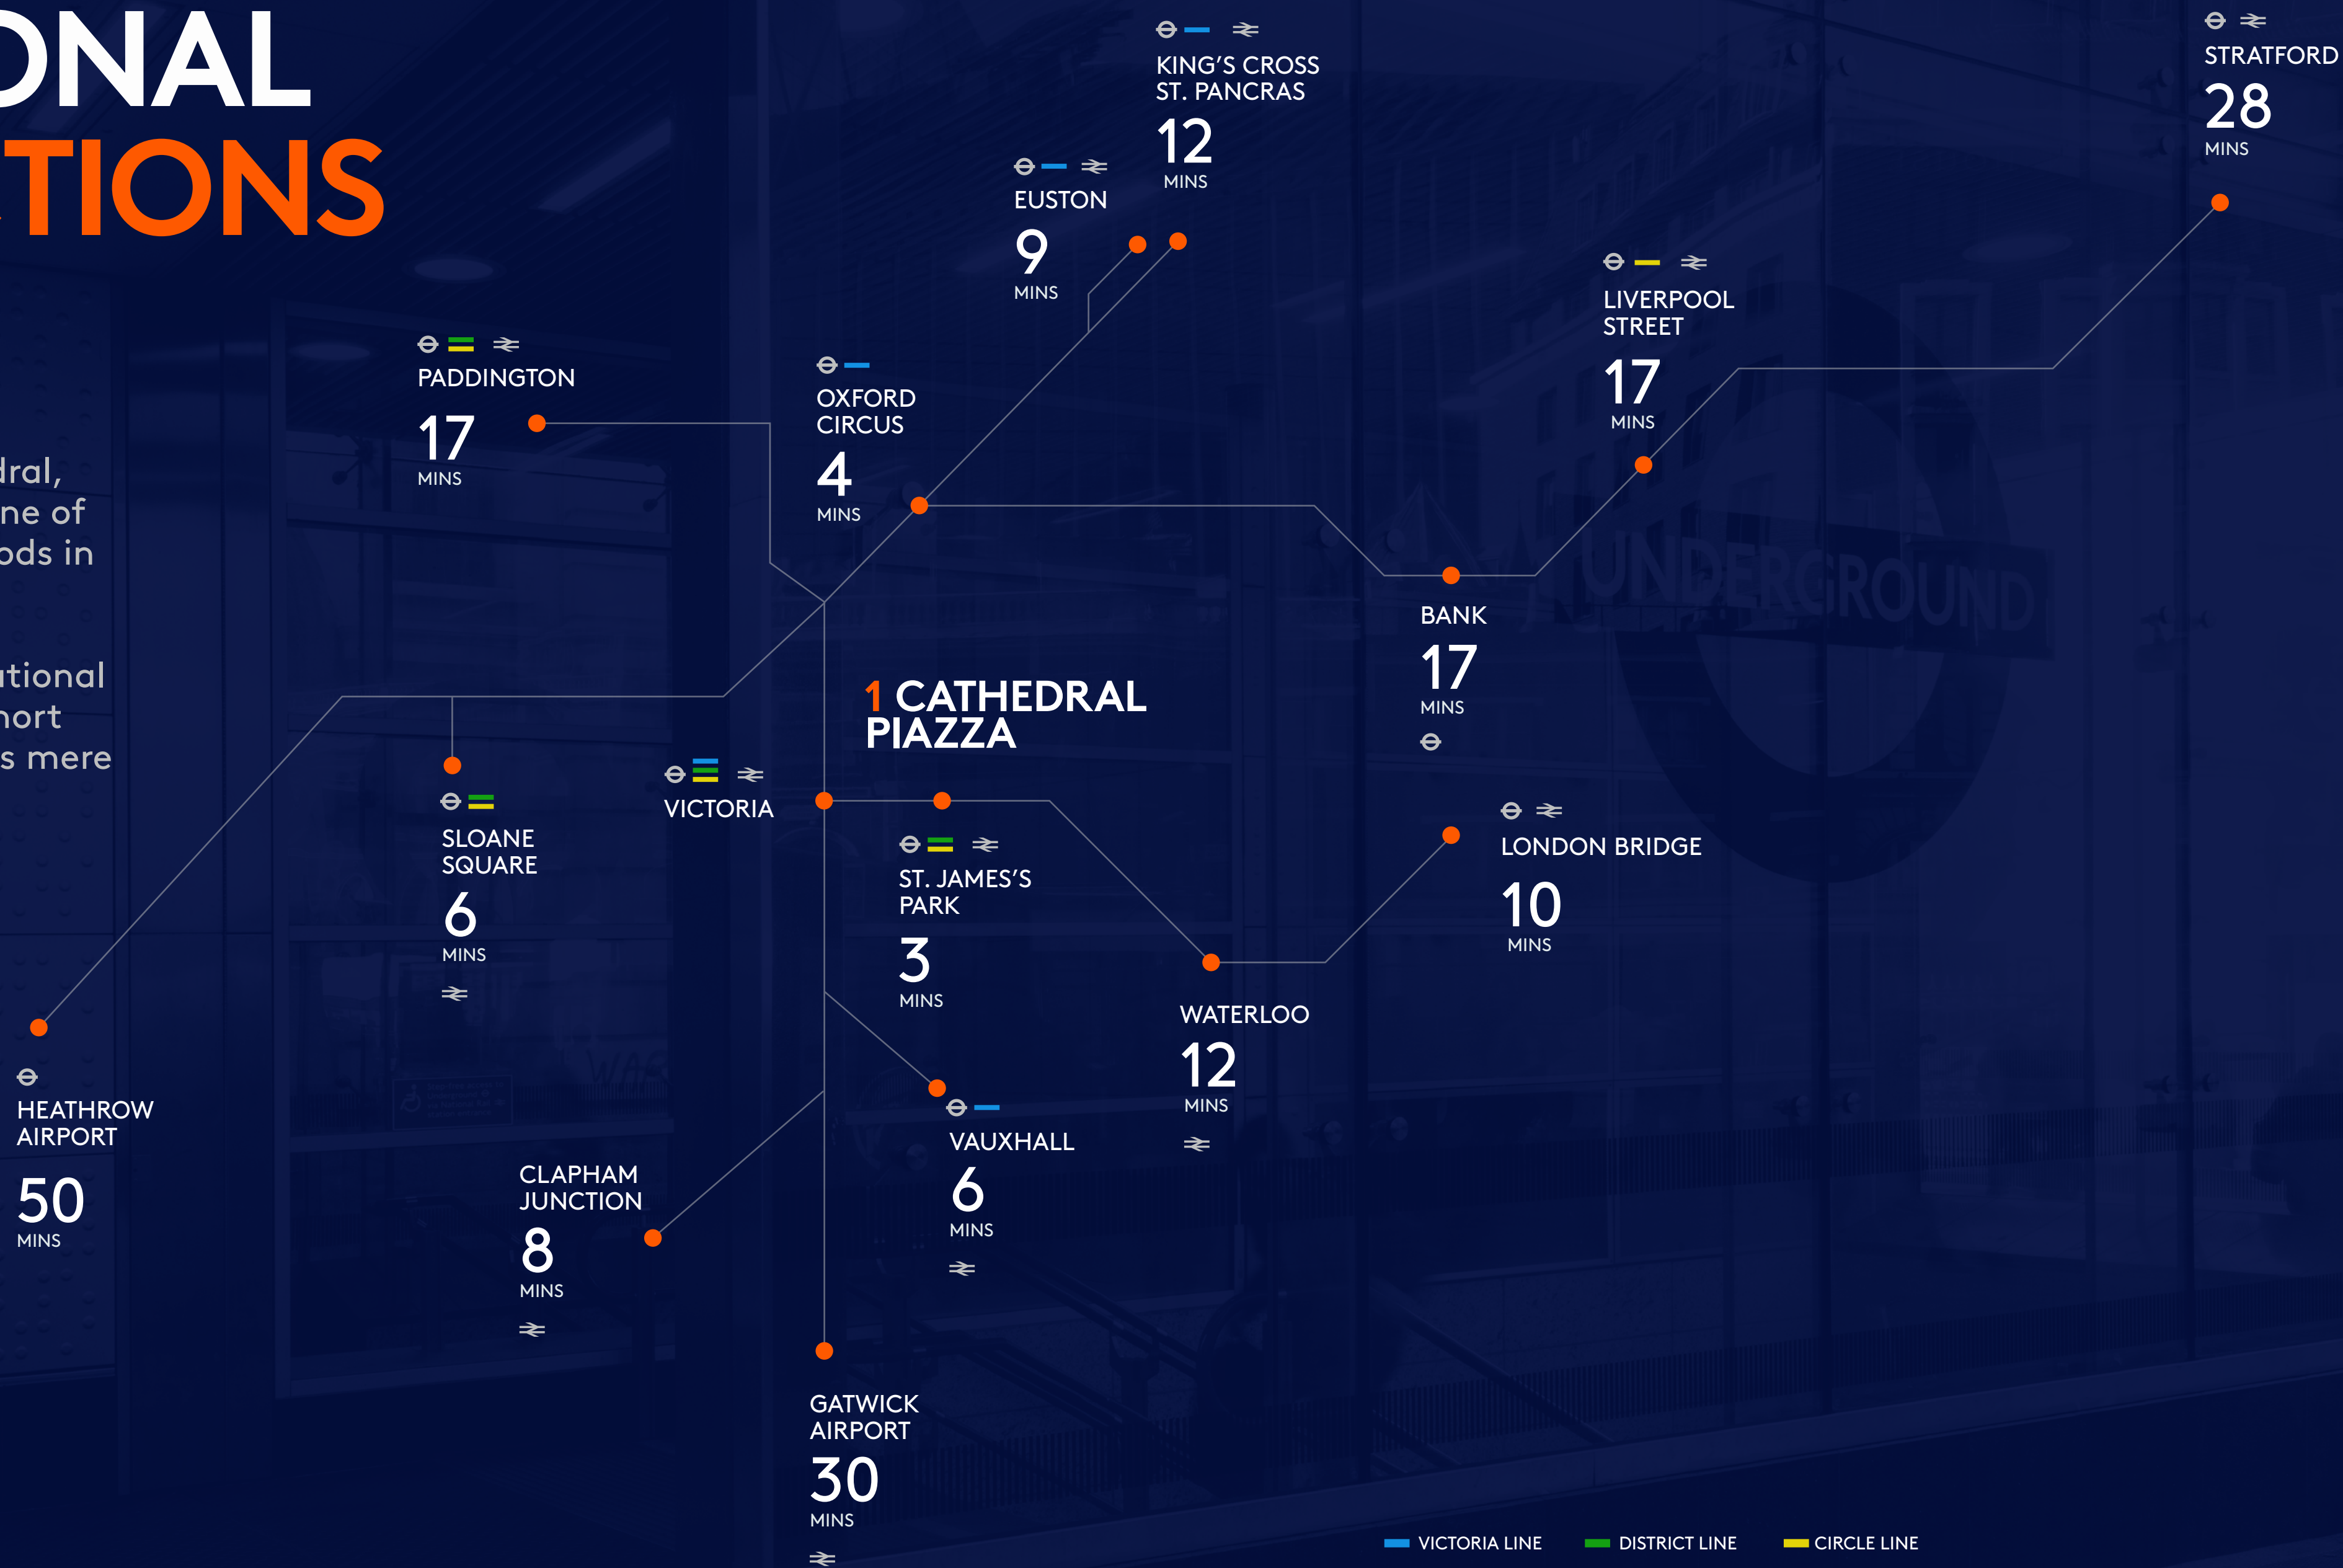 ONAL
TIONS
dral,
ne of
ods in
ational
hort
s mere
KING'S CROSS
ST. PANCRAS
12
MINS
STRATFORD
28
MINS
EUSTON
9
MINS
LIVERPOOL
STREET
17
MINS
PADDINGTON
17
MINS
OXFORD
CIRCUS
4
MINS
UNDERGROUND
BANK
17
MINS
1 CATHEDRAL
PIAZZA
VICTORIA
SLOANE
SQUARE
6
MINS
ST. JAMES'S
PARK
3
MINS
LONDON BRIDGE
10
MINS
WATERLOO
12
MINS
HEATHROW
AIRPORT
50
MINS
VAUXHALL
6
MINS
CLAPHAM
JUNCTION
8
MINS
GATWICK
AIRPORT
30
MINS
VICTORIA LINE
DISTRICT LINE
CIRCLE LINE